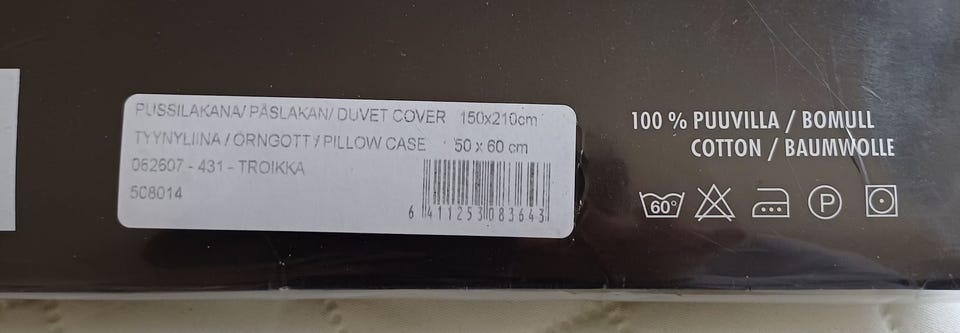 PUSSILAKANA/ PÅSLAKAN/ DUVET COVER 150x210cm
TYYNYLIINA / ÖRNGOTT / PILLOW CASE 50 x 60 cm
062607 - 431 - TROIKKA
508014
6 411253 083643
100 % PUUVILLA / BOMULL
COTTON / BAUMWOLLE
60°
P